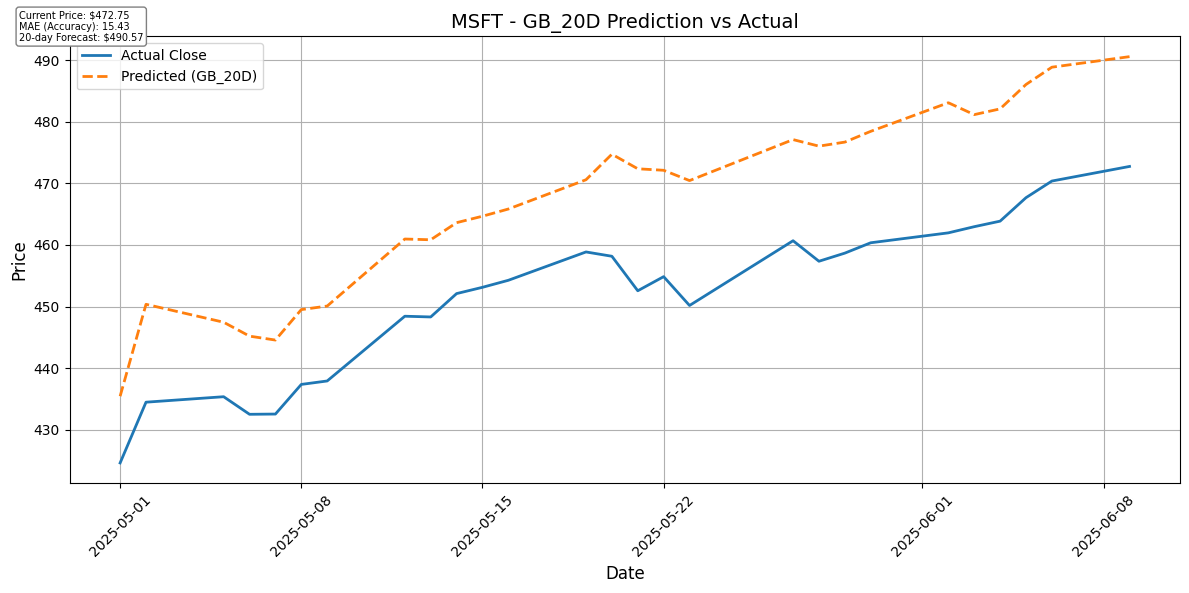 MSFT - GB_20D Prediction vs Actual
Current Price: $472.75
MAE (Accuracy): 15.43
20-day Forecast: $490.57
Actual Close
Predicted (GB_20D)
490
480
470
460
450
440
430
Price
2025-05-01
2025-05-08
2025-05-15
2025-05-22
2025-06-01
2025-06-08
Date